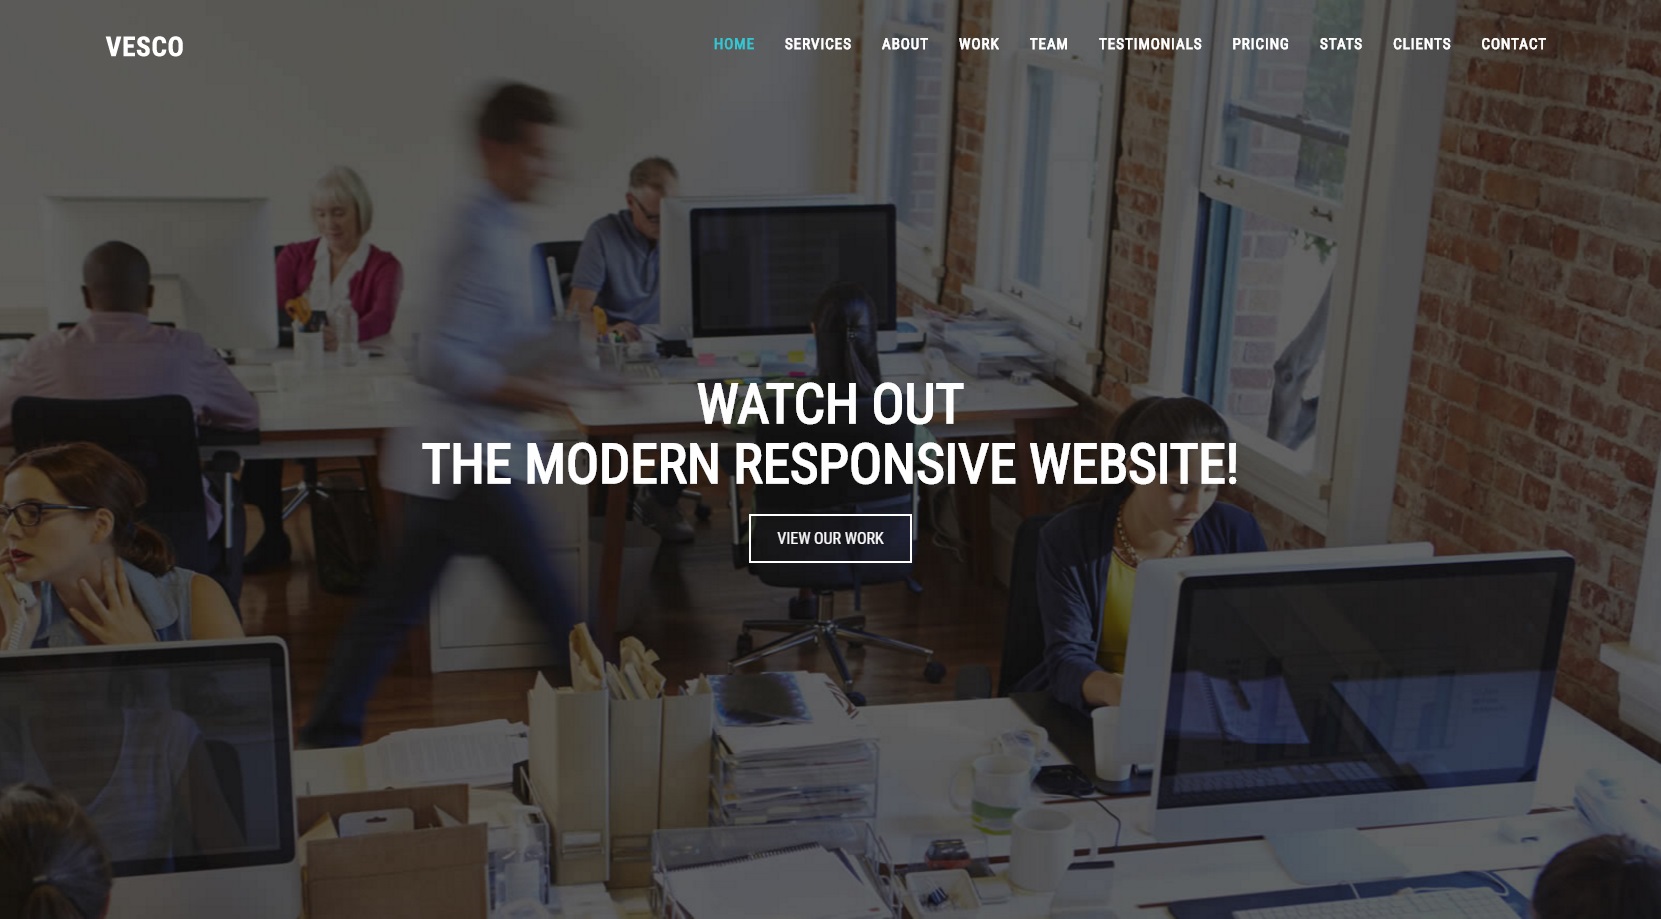 VESCO
HOME SERVICES ABOUT WORK TEAM TESTIMONIALS PRICING STATS CLIENTS CONTACT
WATCH OUT
THE MODERN RESPONSIVE WEBSITE!
VIEW OUR WORK